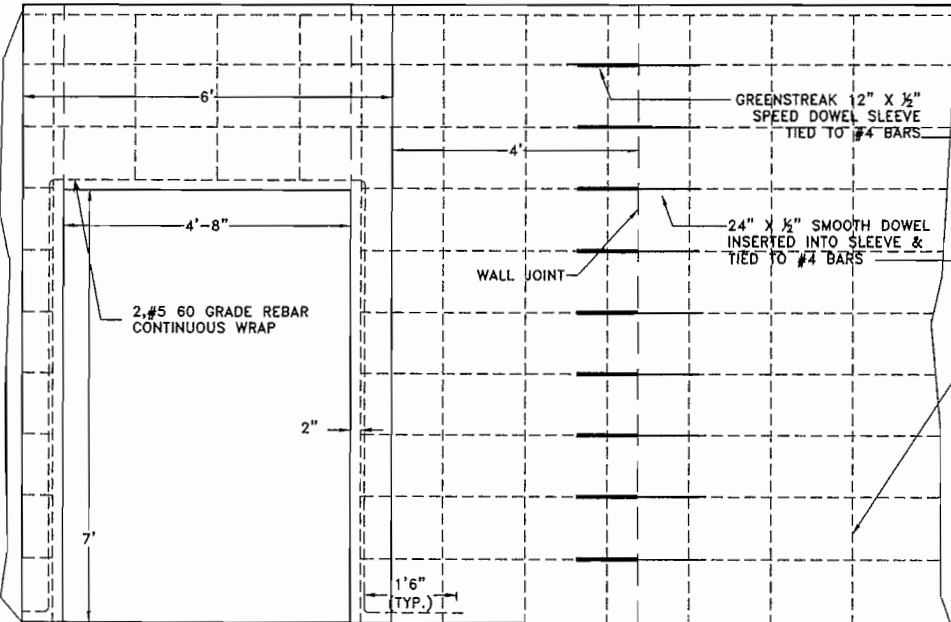 6'
GREENSTREAK 12" X ½"
SPEED DOWEL SLEEVE
TIED TO #4 BARS
4'
4'-8"
24" X ½" SMOOTH DOWEL
INSERTED INTO SLEEVE &
TIED TO #4 BARS
WALL JOINT
2,#5 60 GRADE REBAR
CONTINUOUS WRAP
2"
7'
1'6"
(TYP.)